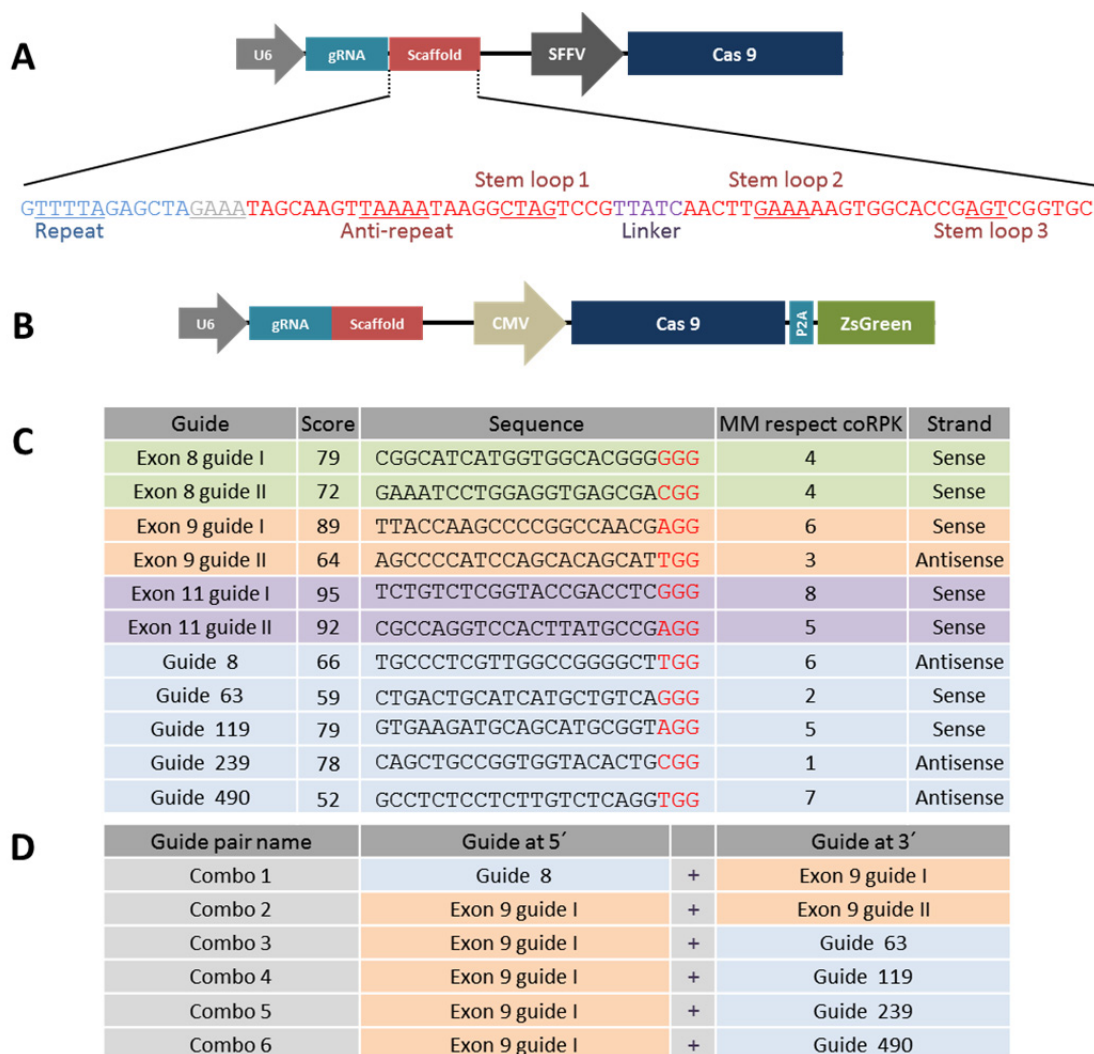 A
U6 gRNA Scaffold SFFV Cas 9
Stem loop 1 Stem loop 2
GTTTTAGAGCTAGAAATAGCAAGTTAAAATAAGGCTAGTCCGTTATCAACTTGAAAAAGTGGCACCGAGTCGGTGC
Repeat Anti-repeat Linker Stem loop 3
B
U6 gRNA Scaffold CMV Cas 9 P2A ZsGreen
C
Guide Score Sequence MM respect coRPK Strand
Exon 8 guide I 79 CGGCATCATGGTGGCACGGGGGG 4 Sense
Exon 8 guide II 72 GAAATCCTGGAGGTGAGCGACGG 4 Sense
Exon 9 guide I 89 TTACCAAGCCCCGGCCAACGAGG 6 Sense
Exon 9 guide II 64 AGCCCCATCCAGCACAGCATTGG 3 Antisense
Exon 11 guide I 95 TCTGTCTCGGTACCGACCTCGGG 8 Sense
Exon 11 guide II 92 CGCCAGGTCCACTTATGCCGAGG 5 Sense
Guide 8 66 TGCCCTCGTTGGCCGGGGCTTGG 6 Antisense
Guide 63 59 CTGACTGCATCATGCTGTCAGGG 2 Sense
Guide 119 79 GTGAAGATGCAGCATGCGGTAGG 5 Sense
Guide 239 78 CAGCTGCCGGTGGTACACTGCGG 1 Antisense
Guide 490 52 GCCTCTCCTCTTGTCTCAGGTGG 7 Antisense
D
Guide pair name Guide at 5´ Guide at 3´
Combo 1 Guide 8 + Exon 9 guide I
Combo 2 Exon 9 guide I + Exon 9 guide II
Combo 3 Exon 9 guide I + Guide 63
Combo 4 Exon 9 guide I + Guide 119
Combo 5 Exon 9 guide I + Guide 239
Combo 6 Exon 9 guide I + Guide 490